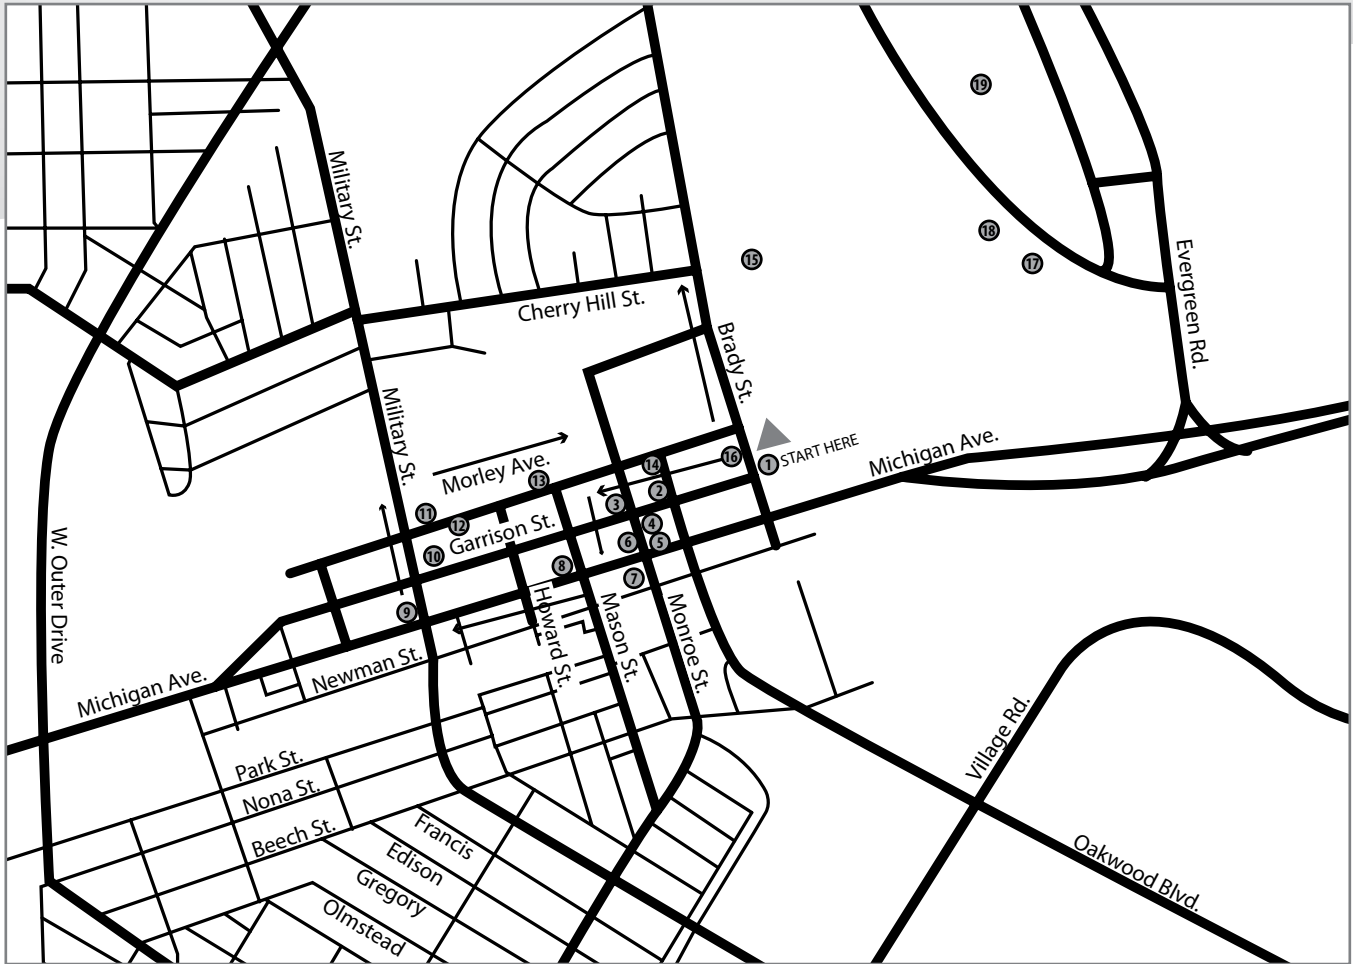 19
Military St.
18
17
15
Evergreen Rd.
Cherry Hill St.
Brady St.
Military St.
START HERE
Michigan Ave.
16
1
14
Morley Ave.
13
2
3
11
12
Garrison St.
4
10
6
5
8
7
9
W. Outer Drive
Howard St.
Mason St.
Monroe St.
Newman St.
Michigan Ave.
Village Rd.
Park St.
Nona St.
Beech St.
Francis
Edison
Gregory
Olmstead
Oakwood Blvd.